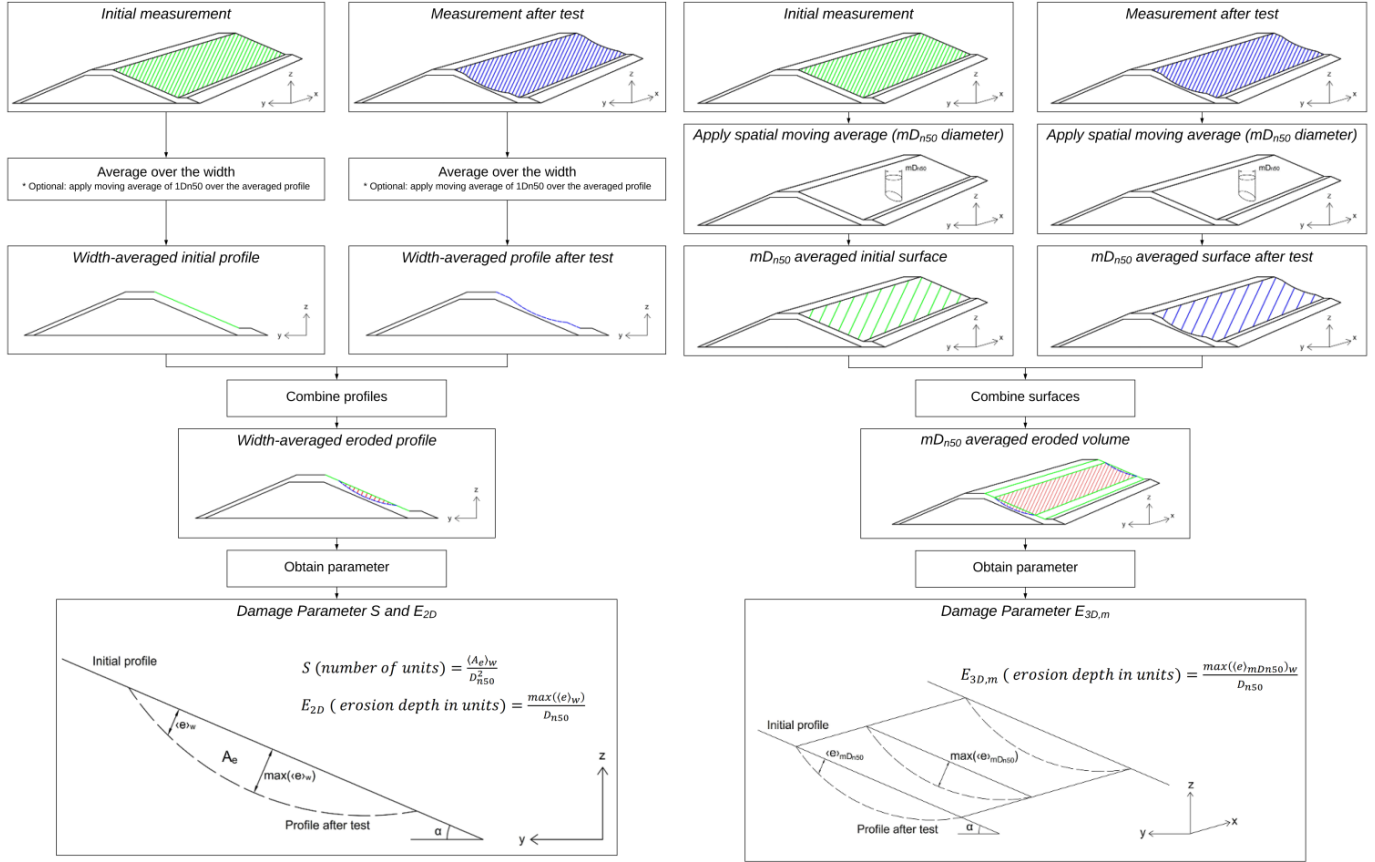 Initial measurement
Measurement after test
Initial measurement
Measurement after test
z
y
x
z
y
x
z
y
x
z
y
x
Average over the width
* Optional: apply moving average of 1Dn50 over the averaged profile
Average over the width
* Optional: apply moving average of 1Dn50 over the averaged profile
Apply spatial moving average (mDn50 diameter)
mDn50
z
y
x
Apply spatial moving average (mDn50 diameter)
mDn50
z
y
x
Width-averaged initial profile
z
y
Width-averaged profile after test
z
y
mDn50 averaged initial surface
z
y
x
mDn50 averaged surface after test
z
y
x
Combine profiles
Combine surfaces
Width-averaged eroded profile
z
y
mDn50 averaged eroded volume
z
y
x
Obtain parameter
Obtain parameter
Damage Parameter S and E2D
Initial profile
S (number of units) = ⟨Ae⟩w / D²n50
E2D ( erosion depth in units) = max(⟨e⟩w) / Dn50
⟨e⟩w
Ae
max(⟨e⟩w)
Profile after test
α
z
y
Damage Parameter E3D,m
E3D,m ( erosion depth in units) = max(⟨e⟩mDn50)w / Dn50
Initial profile
⟨e⟩mDn50
max(⟨e⟩mDn50)
Profile after test
α
z
y
x